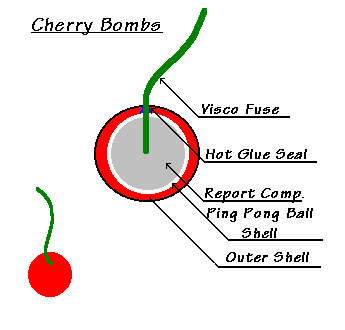 Cherry Bombs
Visco Fuse
Hot Glue Seal
Report Comp.
Ping Pong Ball
Shell
Outer Shell